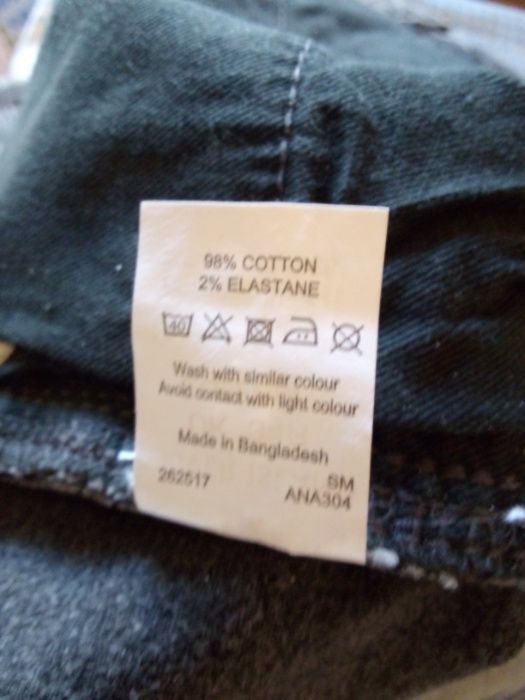 98% COTTON
2% ELASTANE
40
Wash with similar colour
Avoid contact with light colour
Made in Bangladesh
262517 SM
ANA304